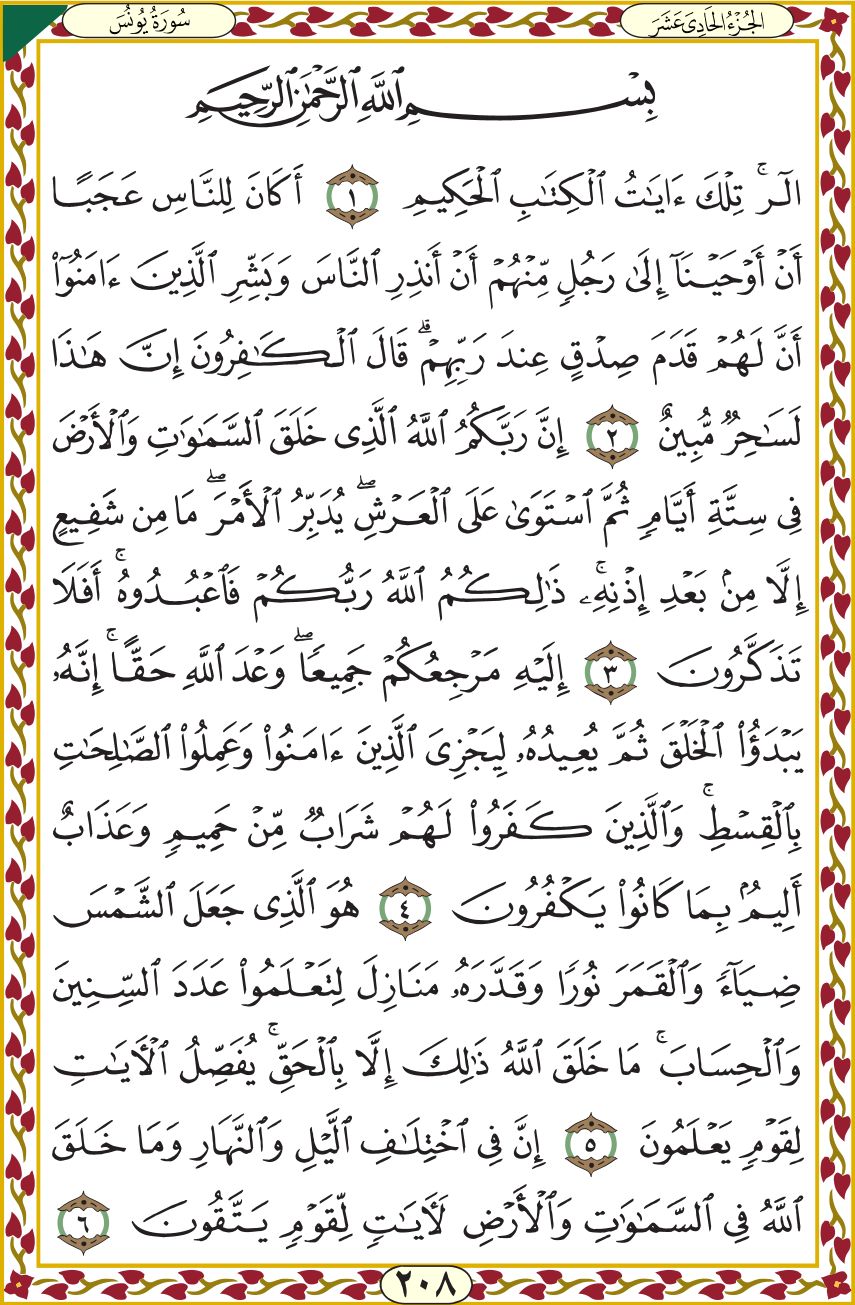 الجُزْءُ الحَادِى عَشَرَ
سُورَةُ يُونُسَ
بِسْمِ ٱللَّهِ ٱلرَّحْمَٰنِ ٱلرَّحِيمِ
الٓرۚ تِلْكَ ءَايَٰتُ ٱلْكِتَٰبِ ٱلْحَكِيمِ ١ أَكَانَ لِلنَّاسِ عَجَبًا
أَنْ أَوْحَيْنَآ إِلَىٰ رَجُلٍ مِّنْهُمْ أَنْ أَنذِرِ ٱلنَّاسَ وَبَشِّرِ ٱلَّذِينَ ءَامَنُوٓا۟
أَنَّ لَهُمْ قَدَمَ صِدْقٍ عِندَ رَبِّهِمْۗ قَالَ ٱلْكَٰفِرُونَ إِنَّ هَٰذَا
لَسَٰحِرٌ مُّبِينٌ ٢ إِنَّ رَبَّكُمُ ٱللَّهُ ٱلَّذِى خَلَقَ ٱلسَّمَٰوَٰتِ وَٱلْأَرْضَ
فِى سِتَّةِ أَيَّامٍ ثُمَّ ٱسْتَوَىٰ عَلَى ٱلْعَرْشِۖ يُدَبِّرُ ٱلْأَمْرَۖ مَا مِن شَفِيعٍ
إِلَّا مِنۢ بَعْدِ إِذْنِهِۦۚ ذَٰلِكُمُ ٱللَّهُ رَبُّكُمْ فَٱعْبُدُوهُۚ أَفَلَا
تَذَكَّرُونَ ٣ إِلَيْهِ مَرْجِعُكُمْ جَمِيعًاۖ وَعْدَ ٱللَّهِ حَقًّاۚ إِنَّهُۥ
يَبْدَؤُا۟ ٱلْخَلْقَ ثُمَّ يُعِيدُهُۥ لِيَجْزِىَ ٱلَّذِينَ ءَامَنُوا۟ وَعَمِلُوا۟ ٱلصَّٰلِحَٰتِ
بِٱلْقِسْطِۚ وَٱلَّذِينَ كَفَرُوا۟ لَهُمْ شَرَابٌ مِّنْ حَمِيمٍ وَعَذَابٌ
أَلِيمٌۢ بِمَا كَانُوا۟ يَكْفُرُونَ ٤ هُوَ ٱلَّذِى جَعَلَ ٱلشَّمْسَ
ضِيَآءً وَٱلْقَمَرَ نُورًا وَقَدَّرَهُۥ مَنَازِلَ لِتَعْلَمُوا۟ عَدَدَ ٱلسِّنِينَ
وَٱلْحِسَابَۚ مَا خَلَقَ ٱللَّهُ ذَٰلِكَ إِلَّا بِٱلْحَقِّۚ يُفَصِّلُ ٱلْءَايَٰتِ
لِقَوْمٍ يَعْلَمُونَ ٥ إِنَّ فِى ٱخْتِلَٰفِ ٱلَّيْلِ وَٱلنَّهَارِ وَمَا خَلَقَ
ٱللَّهُ فِى ٱلسَّمَٰوَٰتِ وَٱلْأَرْضِ لَءَايَٰتٍ لِّقَوْمٍ يَتَّقُونَ ٦
٢٠٨